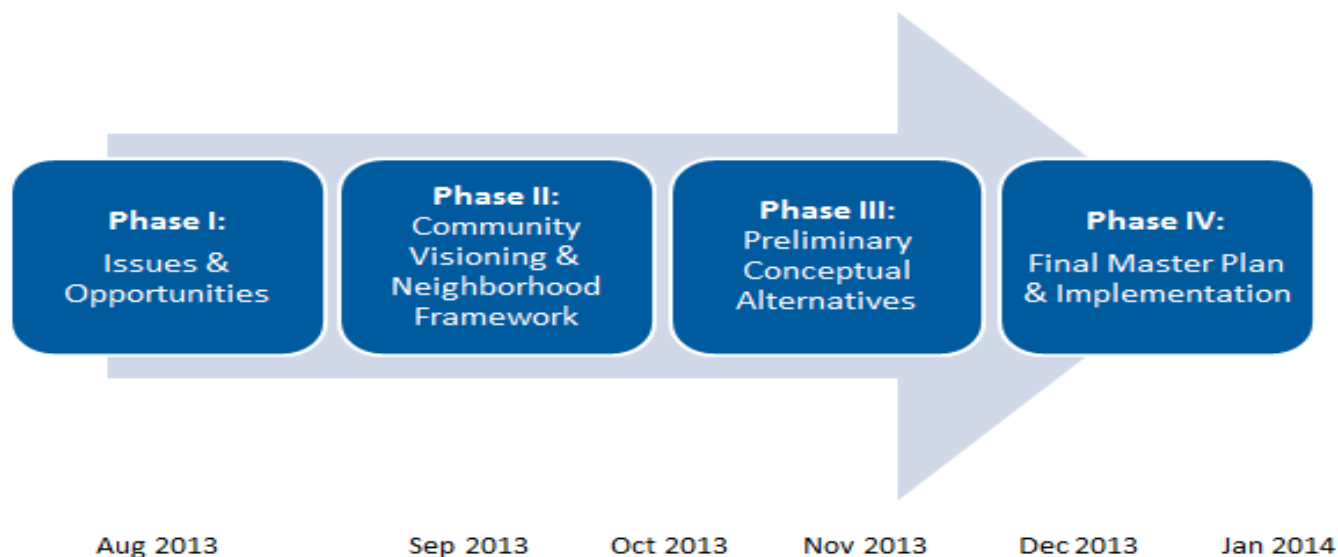 Phase I:
Issues &
Opportunities
Phase II:
Community
Visioning &
Neighborhood
Framework
Phase III:
Preliminary
Conceptual
Alternatives
Phase IV:
Final Master Plan
& Implementation
Aug 2013
Sep 2013
Oct 2013
Nov 2013
Dec 2013
Jan 2014